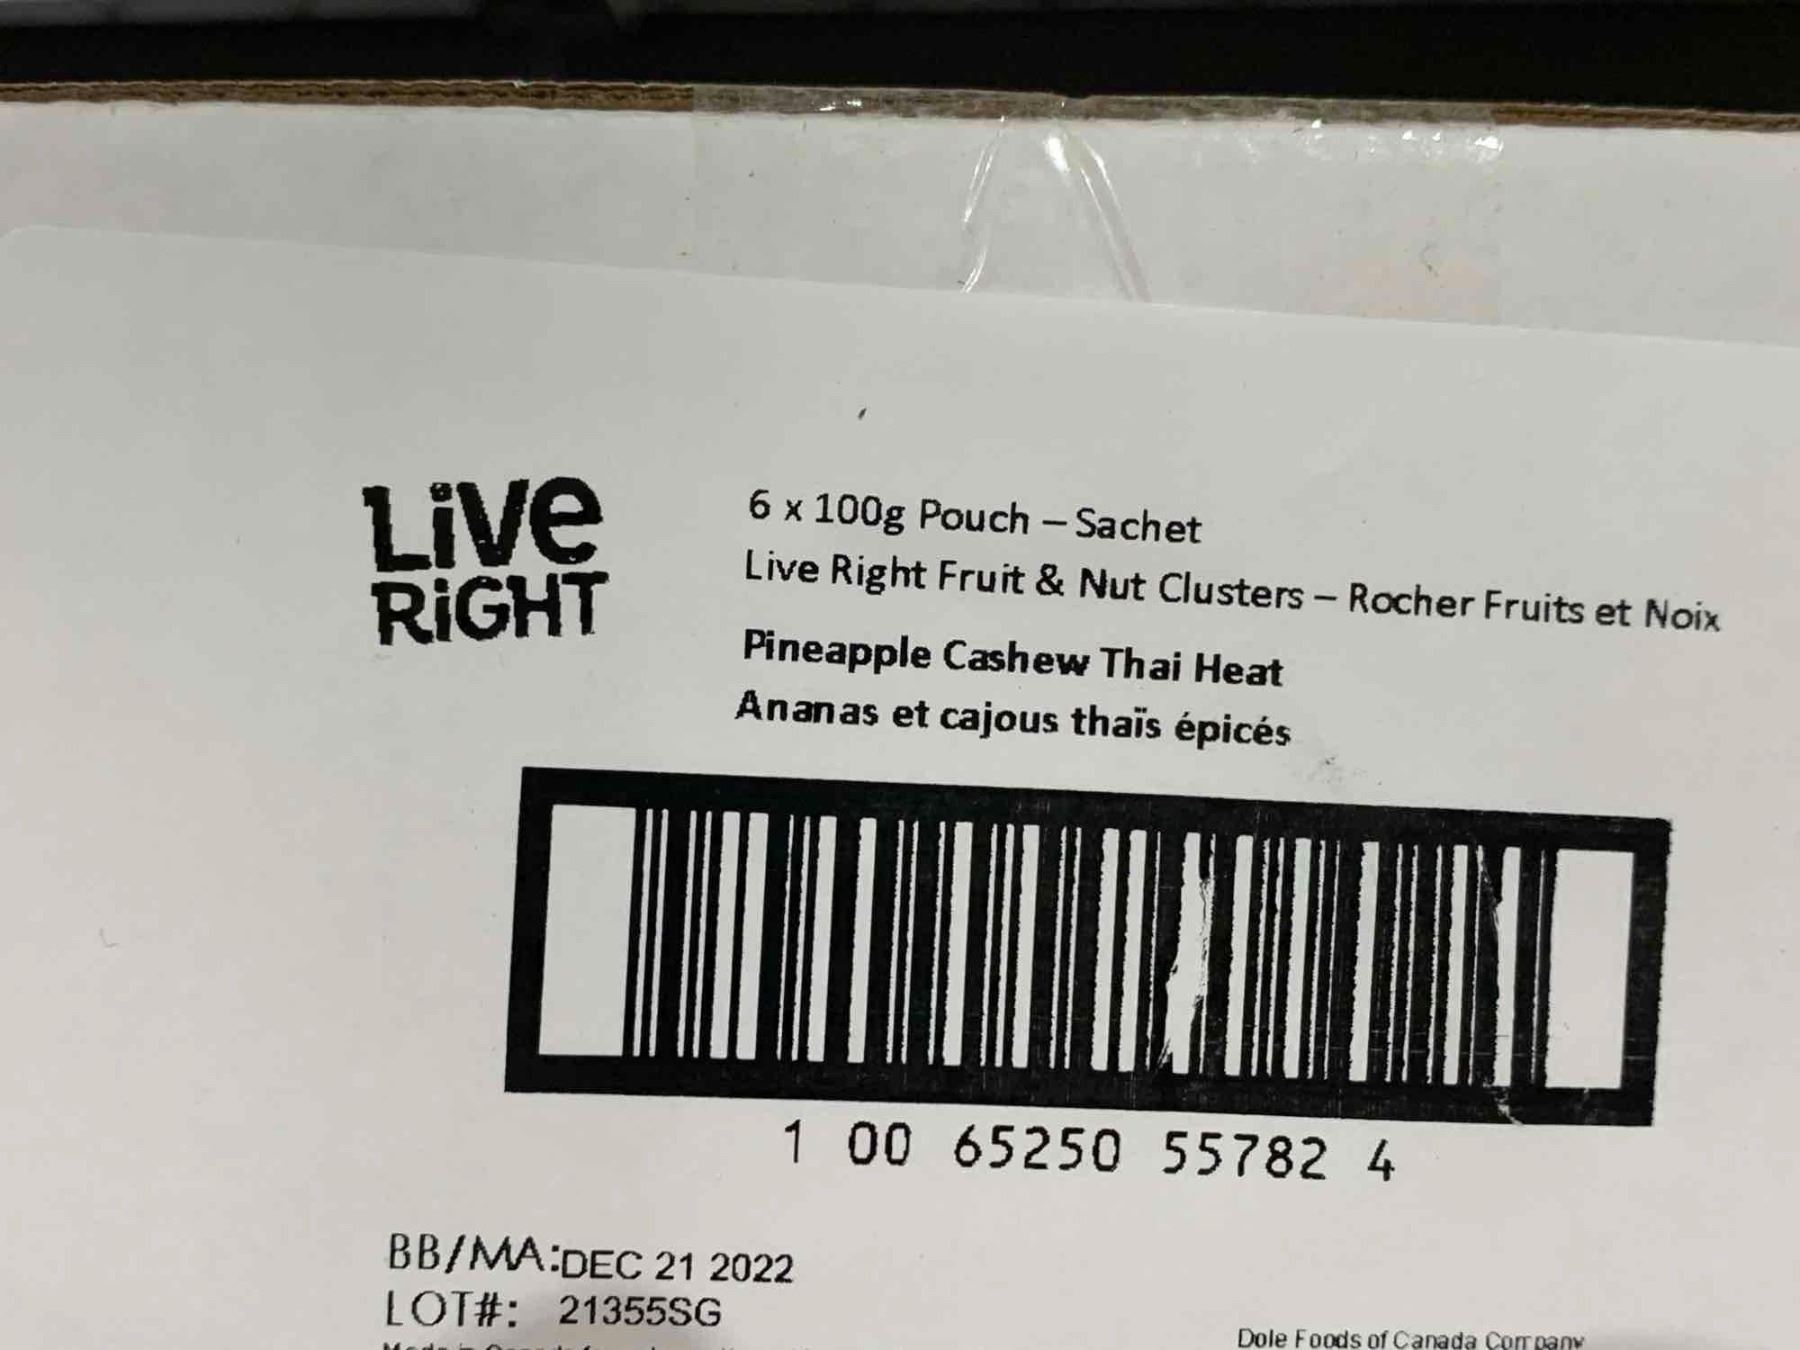 Live
RiGHT
6 x 100g Pouch – Sachet
Live Right Fruit & Nut Clusters – Rocher Fruits et Noix
Pineapple Cashew Thai Heat
Ananas et cajous thaïs épicés
1 00 65250 55782 4
BB/MA:DEC 21 2022
LOT#: 21355SG
Dole Foods of Canada Company